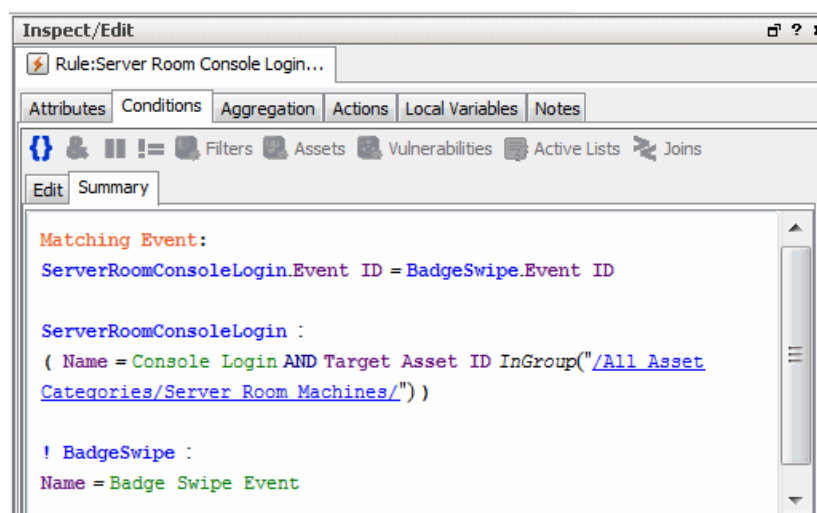 Inspect/Edit ?
Rule:Server Room Console Login...
Attributes Conditions Aggregation Actions Local Variables Notes
{} & != Filters Assets Vulnerabilities Active Lists Joins
Edit Summary
Matching Event:
ServerRoomConsoleLogin.Event ID = BadgeSwipe.Event ID
ServerRoomConsoleLogin :
( Name = Console Login AND Target Asset ID InGroup("/All Asset
Categories/Server Room Machines/") )
! BadgeSwipe :
Name = Badge Swipe Event